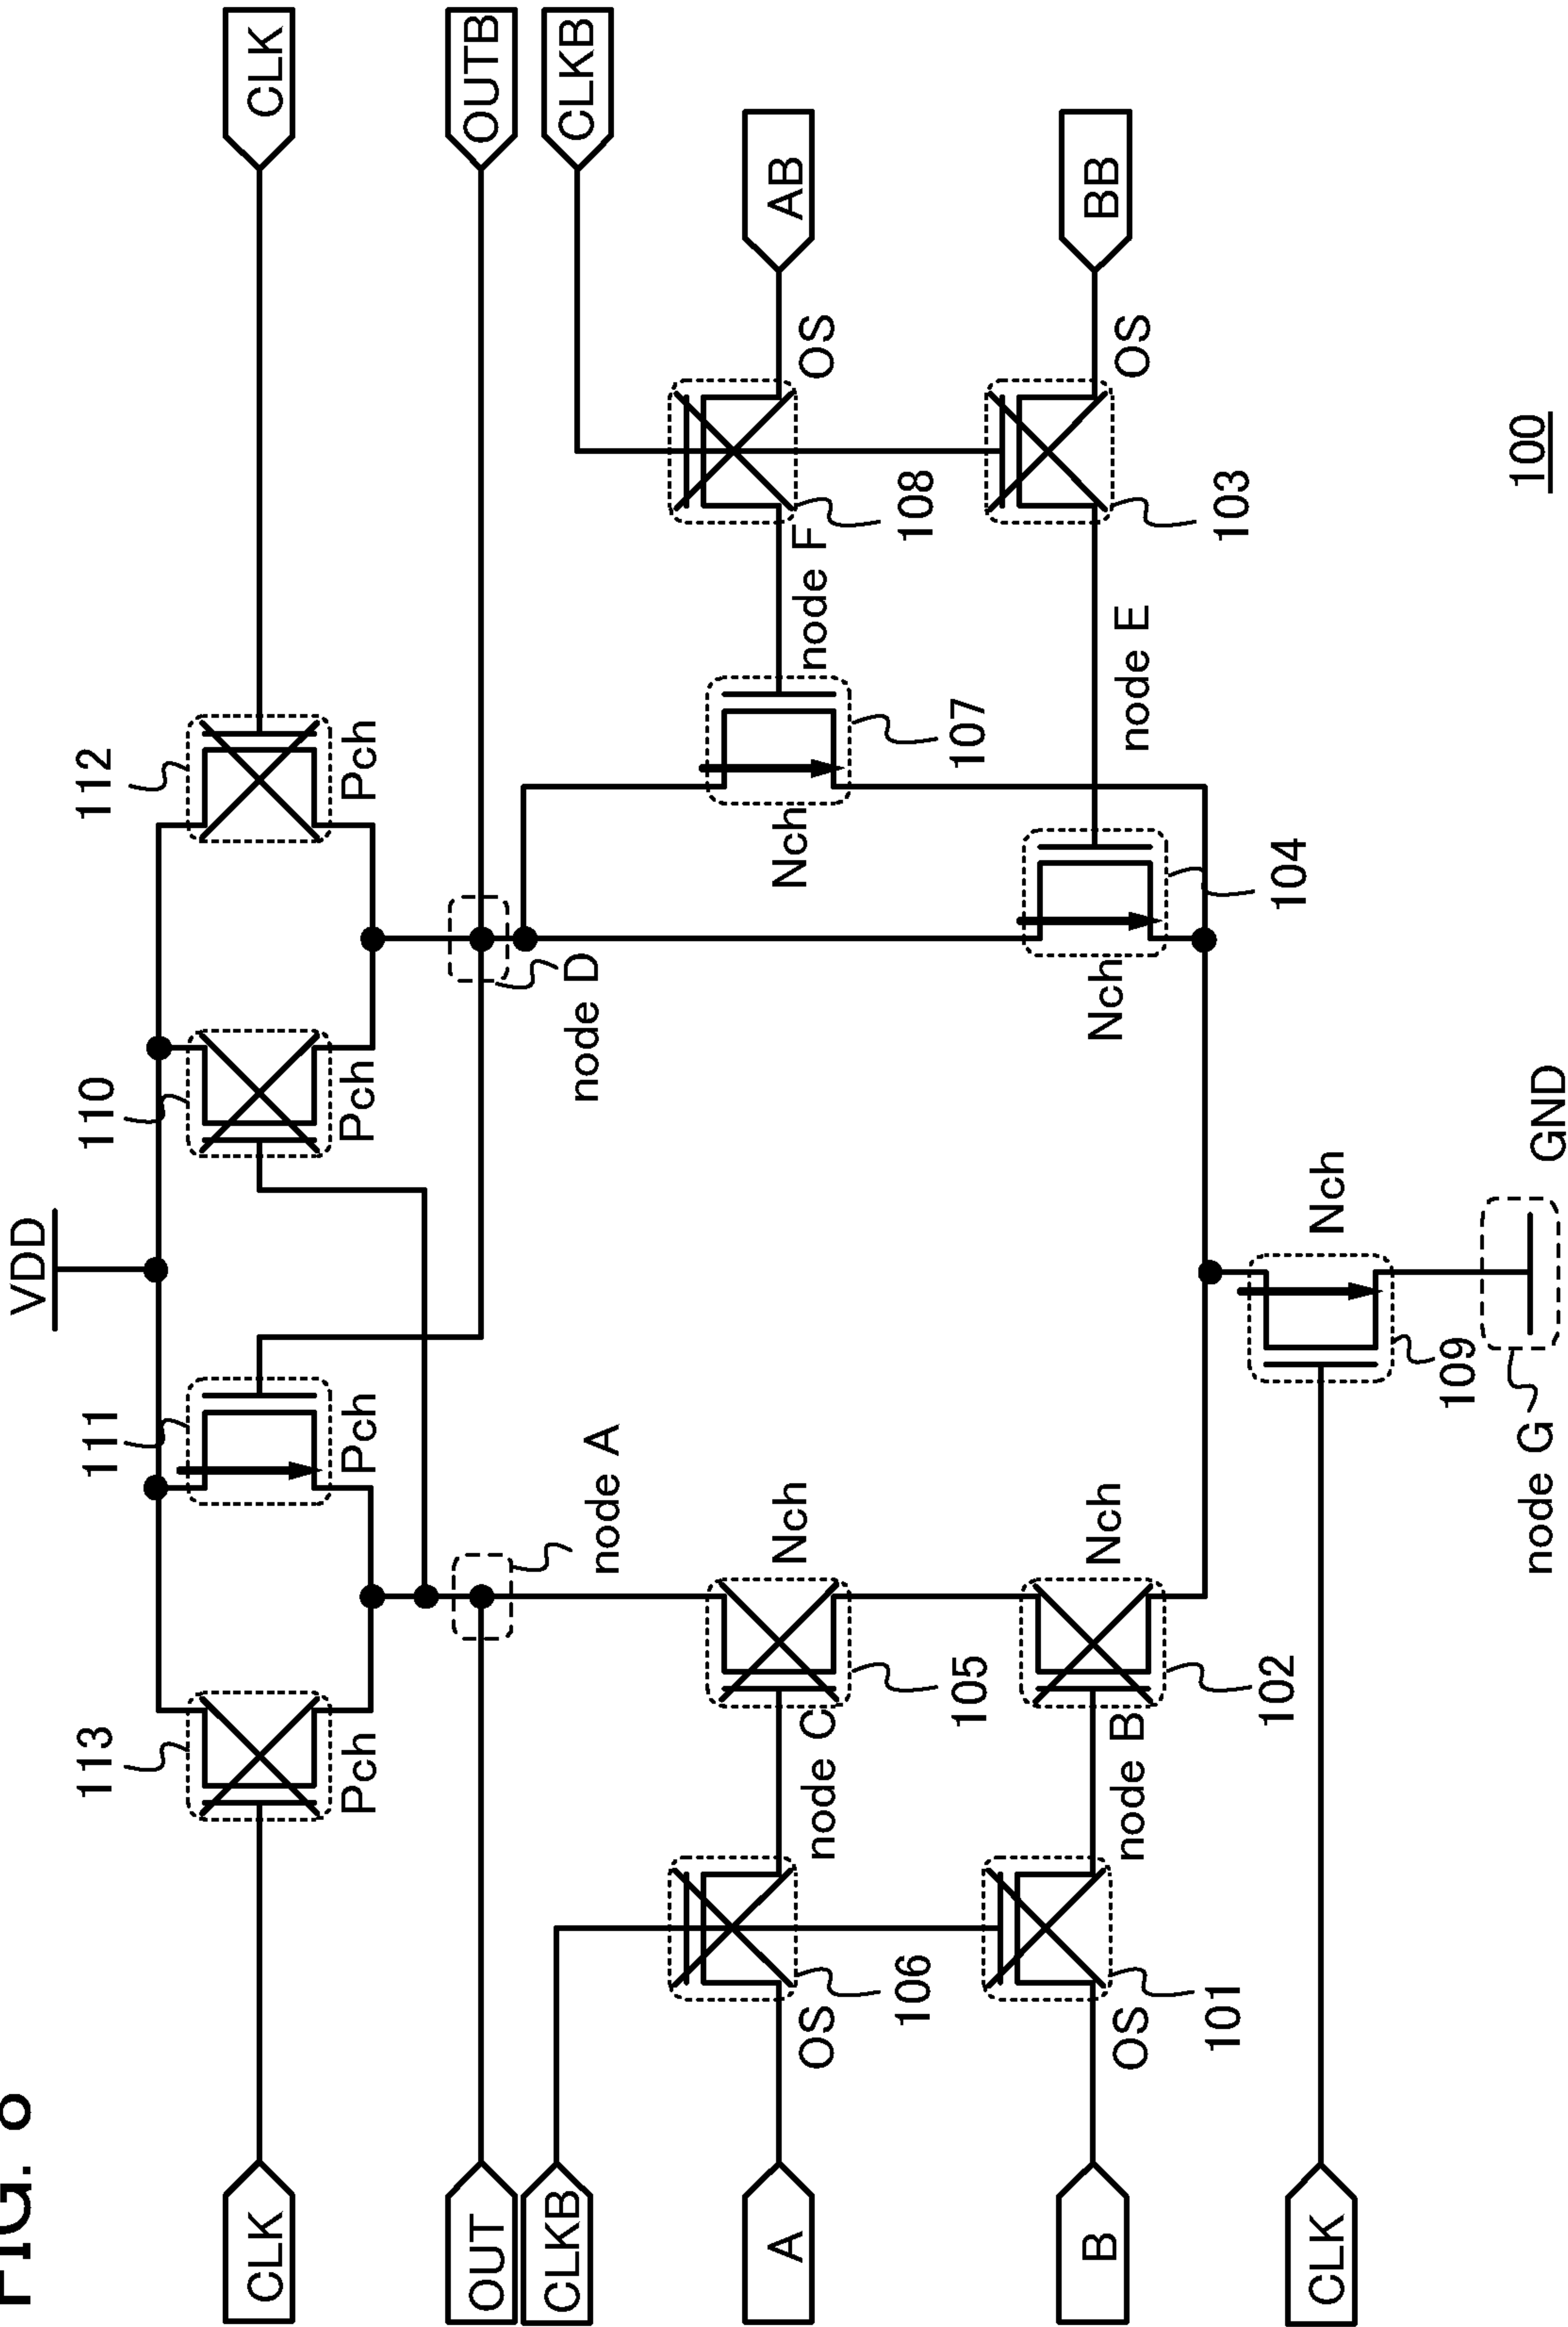 FIG.
VDD
113
111
110
112
CLK
CLK
Pch
Pch
Pch
Pch
OUT
OUTB
CLKB
CLKB
node A
node D
A
OS
node C
Nch
Nch
node F
OS
AB
106
105
107
108
B
OS
node B
Nch
Nch
node E
OS
BB
101
102
104
103
CLK
Nch
109
node G
GND
100